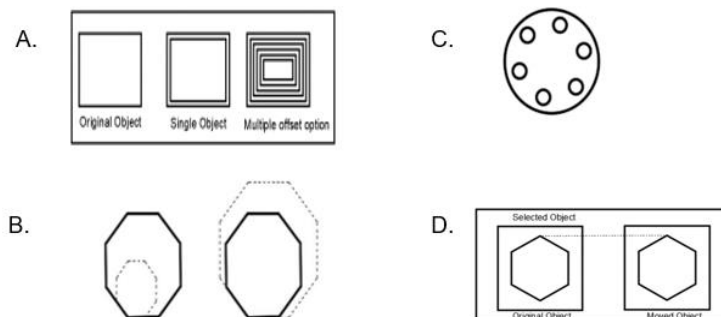 A.
Original Object Single Object Multiple offset option
B.
C.
D.
Selected Object
Original Object Moved Object